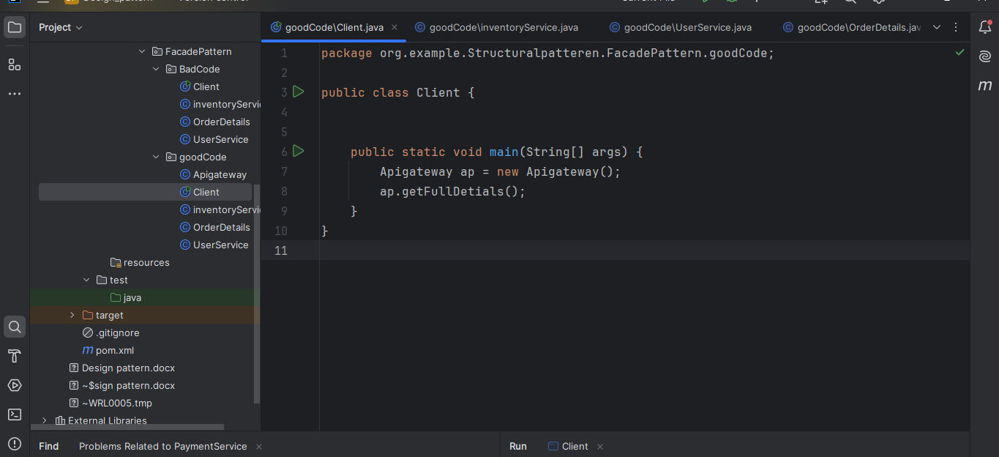 Project
goodCode\Client.java
goodCode\inventoryService.java
goodCode\UserService.java
goodCode\OrderDetails.jav
FacadePattern
BadCode
Client
inventoryServi
OrderDetails
UserService
goodCode
Apigateway
Client
inventoryServi
OrderDetails
UserService
resources
test
java
target
.gitignore
m pom.xml
Design pattern.docx
~$sign pattern.docx
~WRL0005.tmp
External Libraries
1 package org.example.Structuralpatteren.FacadePattern.goodCode;
2
3 public class Client {
4
5
6 public static void main(String[] args) {
7 Apigateway ap = new Apigateway();
8 ap.getFullDetials();
9 }
10 }
11
m
Find
Problems Related to PaymentService
Run
Client